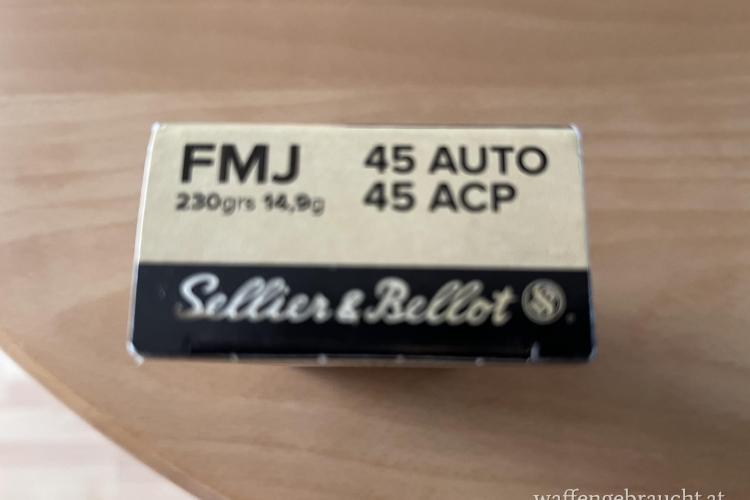 FMJ
230grs 14,9g
45 AUTO
45 ACP
Sellier & Bellot
waffengebraucht.at